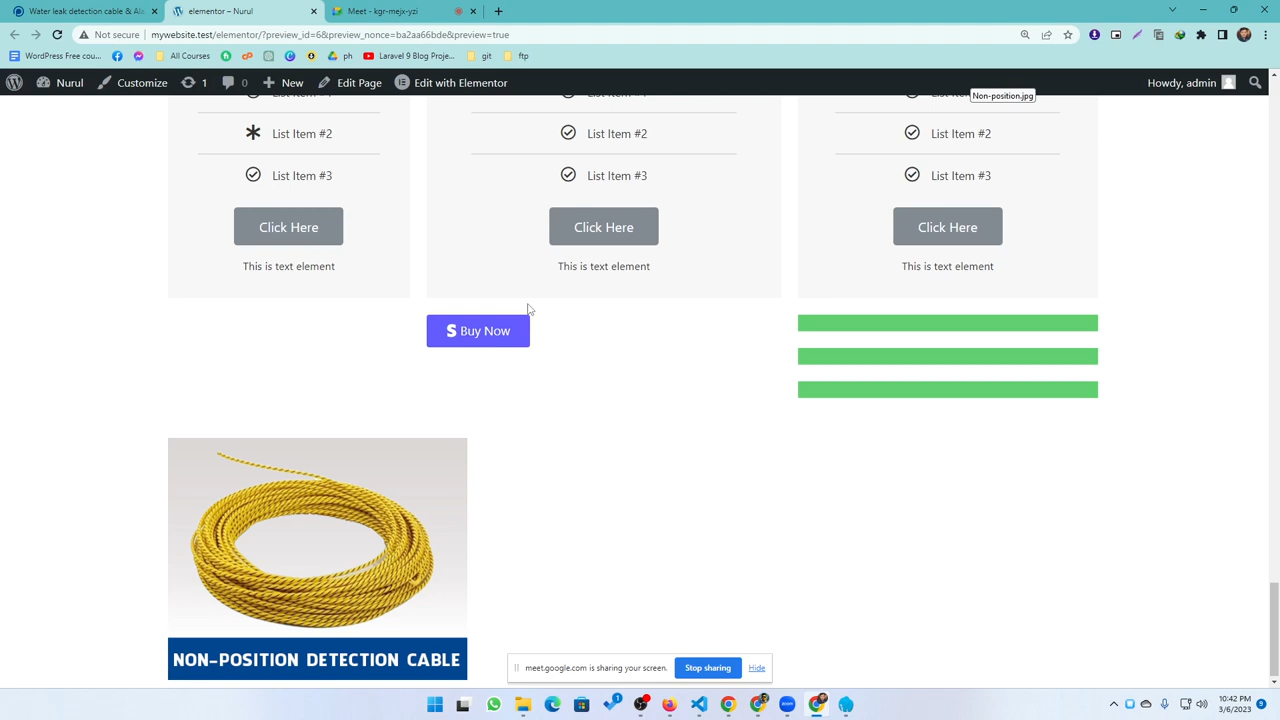 Water leak detection cable & Ala
elementor – Nurul
Meet - kgr-mejx-yzi
Not secure
mywebsite.test/elementor/?preview_id=6&preview_nonce=ba2aa66bde&preview=true
WordPress Free cou...
All Courses
ph
Laravel 9 Blog Proje...
git
ftp
Nurul
Customize
1
0
New
Edit Page
Edit with Elementor
Howdy, admin
Non-position.jpg
List Item #2
List Item #2
List Item #2
List Item #3
List Item #3
List Item #3
Click Here
Click Here
Click Here
This is text element
This is text element
This is text element
S Buy Now
NON-POSITION DETECTION CABLE
meet.google.com is sharing your screen.
Stop sharing
Hide
10:42 PM
3/6/2023